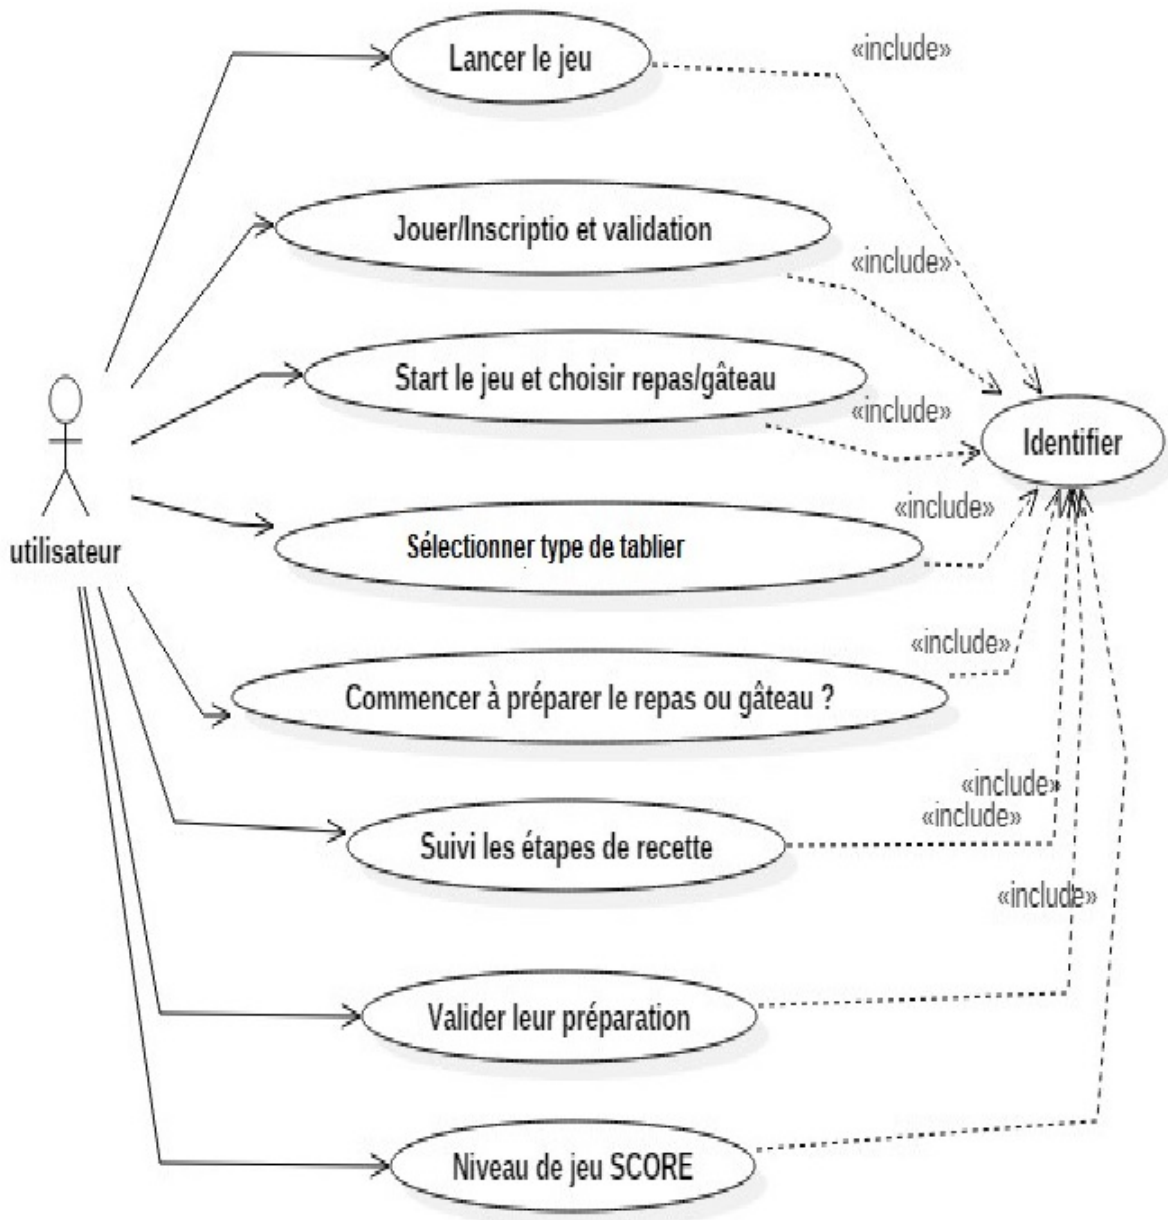 Lancer le jeu
«include»
Jouer/Inscriptio et validation
«include»
Start le jeu et choisir repas/gâteau
«include»
Identifier
utilisateur
Sélectionner type de tablier
«include»
Commencer à préparer le repas ou gâteau ?
«include»
Suivi les étapes de recette
«include»
«include»
Valider leur préparation
«include»
Niveau de jeu SCORE